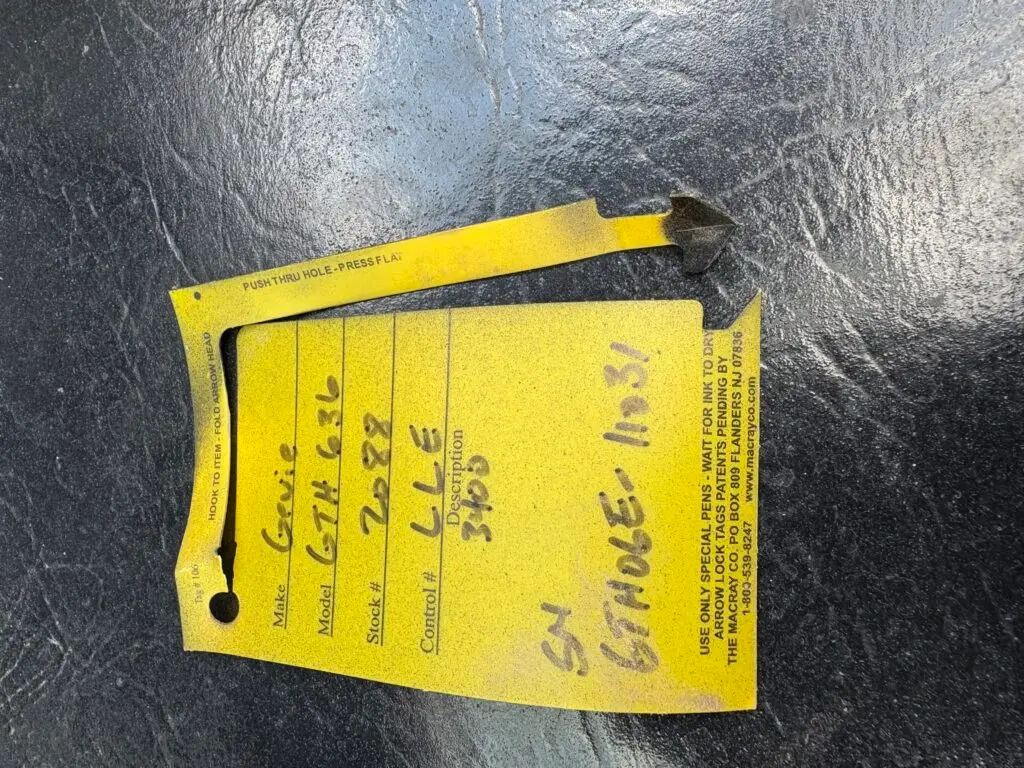 PUSH THRU HOLE - PRESS FLAT
HOOK TO ITEM - FOLD ARROW HEAD
Make Genie
Model GTH 636
Stock # 2088
Control # LLE
Description
3400
SN
GTH06E-11031
USE ONLY SPECIAL PENS - WAIT FOR INK TO DRY
ARROW LOCK TAGS PATENTS PENDING BY
THE MACRAY CO. PO BOX 809 FLANDERS NJ 07836
1-800-539-8247 www.macrayco.com